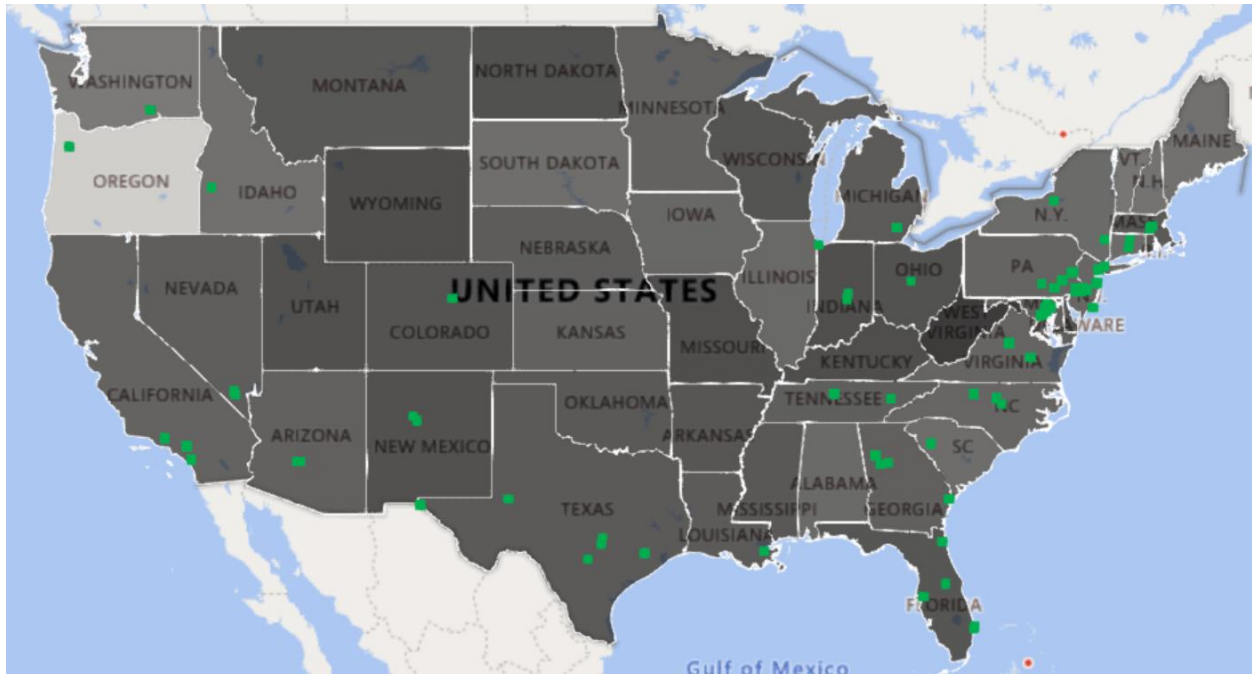 WASHINGTON
MONTANA
NORTH DAKOTA
MINNESOTA
MAINE
VT.
N.H.
OREGON
IDAHO
WYOMING
SOUTH DAKOTA
WISCONSIN
MICHIGAN
N.Y.
MASS
IOWA
NEBRASKA
NEVADA
UTAH
UNITED STATES
ILLINOIS
INDIANA
OHIO
PA
N.J.
COLORADO
KANSAS
MISSOURI
WEST
VIRGINIA
AWARE
KENTUCKY
VIRGINIA
CALIFORNIA
ARIZONA
NEW MEXICO
OKLAHOMA
ARKANSAS
TENNESSEE
NC
SC
TEXAS
LOUISIANA
MISSISSIPPI
ALABAMA
GEORGIA
FLORIDA
Gulf of Mexico